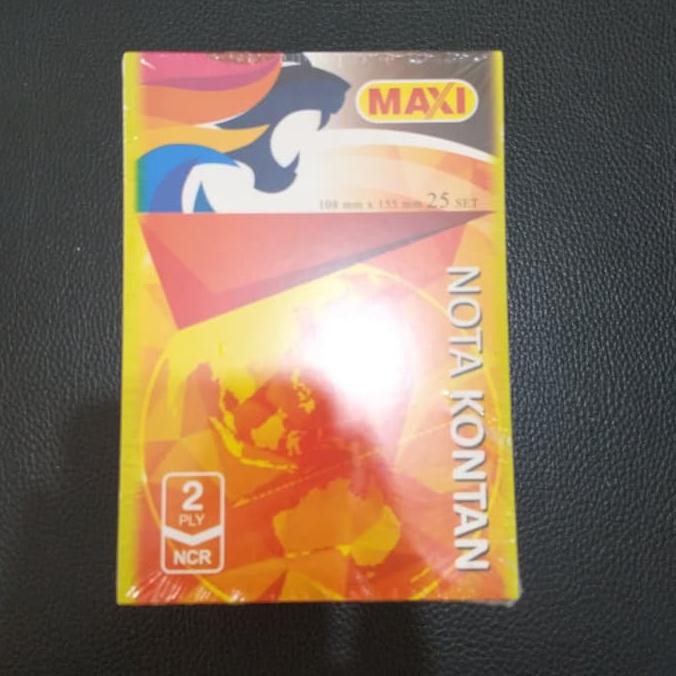 MAXI
108 mm x 155 mm 25 SET
NOTA KONTAN
2
PLY
NCR